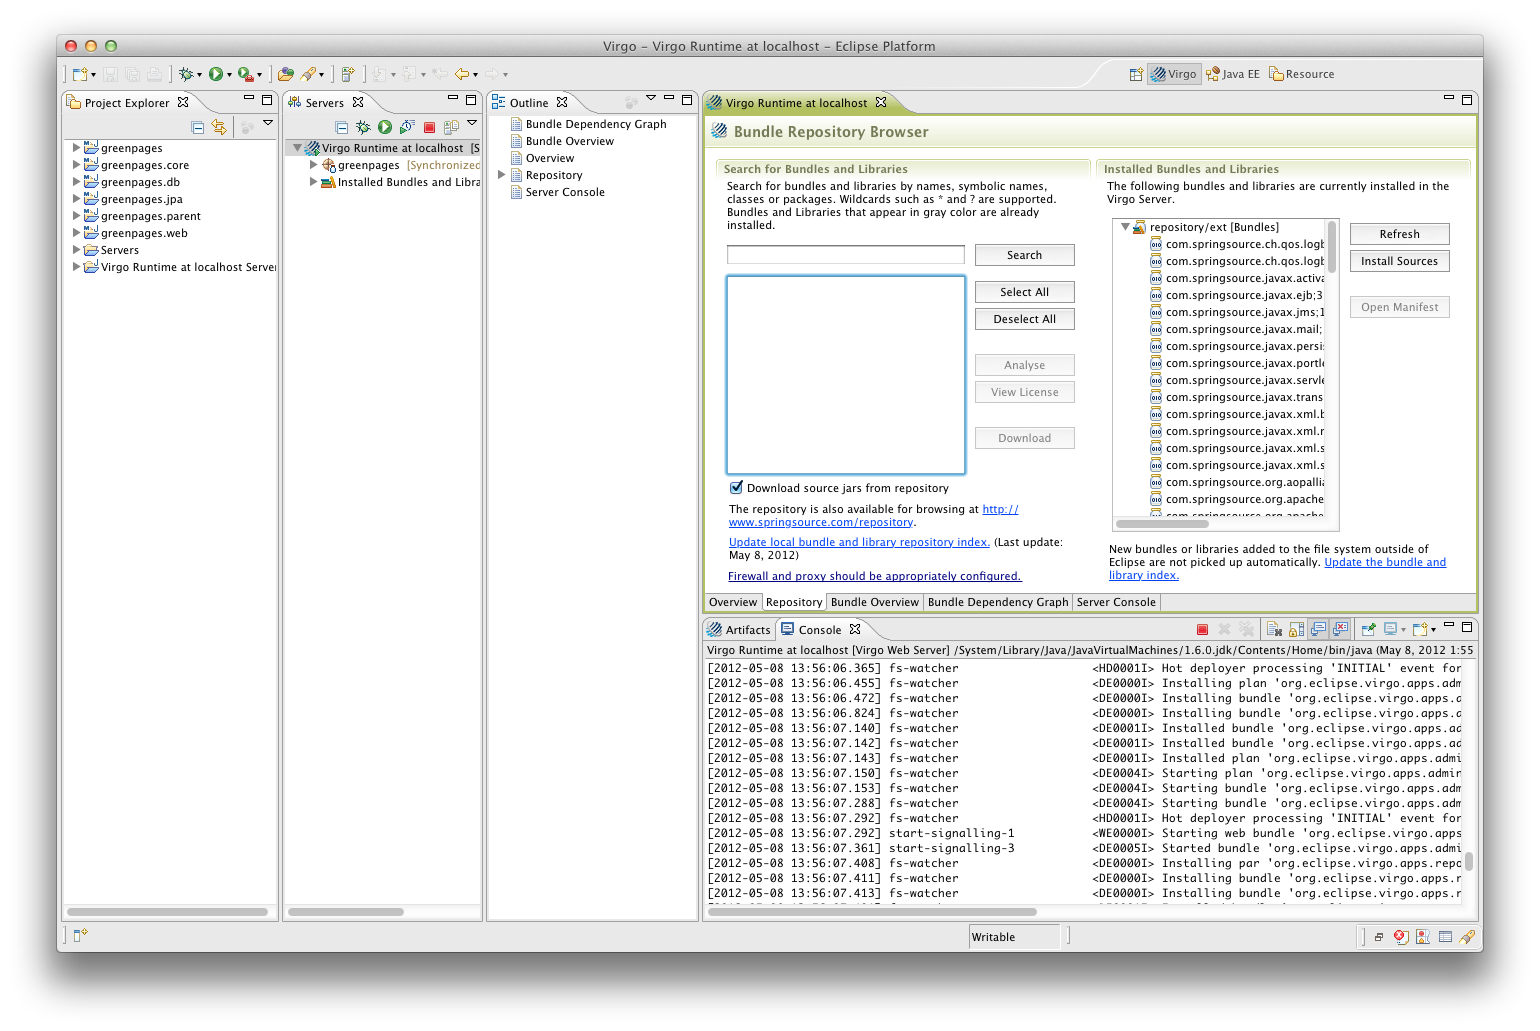 Virgo – Virgo Runtime at localhost – Eclipse Platform
Virgo
Java EE
Resource
Project Explorer
greenpages
greenpages.core
greenpages.db
greenpages.jpa
greenpages.parent
greenpages.web
Servers
Virgo Runtime at localhost Server
Servers
Virgo Runtime at localhost [S
greenpages [Synchronized
Installed Bundles and Libra
Outline
Bundle Dependency Graph
Bundle Overview
Overview
Repository
Server Console
Virgo Runtime at localhost
Bundle Repository Browser
Search for Bundles and Libraries
Search for bundles and libraries by names, symbolic names,
classes or packages. Wildcards such as * and ? are supported.
Bundles and Libraries that appear in gray color are already
installed.
Search
Select All
Deselect All
Analyse
View License
Download
Download source jars from repository
The repository is also available for browsing at http://
www.springsource.com/repository.
Update local bundle and library repository index. (Last update:
May 8, 2012)
Firewall and proxy should be appropriately configured.
Installed Bundles and Libraries
The following bundles and libraries are currently installed in the
Virgo Server.
repository/ext [Bundles]
com.springsource.ch.qos.logb
com.springsource.ch.qos.logb
com.springsource.javax.activa
com.springsource.javax.ejb;3
com.springsource.javax.jms;1
com.springsource.javax.mail;
com.springsource.javax.persi
com.springsource.javax.portle
com.springsource.javax.servle
com.springsource.javax.trans
com.springsource.javax.xml.b
com.springsource.javax.xml.r
com.springsource.javax.xml.s
com.springsource.javax.xml.s
com.springsource.org.aopallia
com.springsource.org.apache
com.springsource.org.apache
Refresh
Install Sources
Open Manifest
New bundles or libraries added to the file system outside of
Eclipse are not picked up automatically. Update the bundle and
library index.
Overview
Repository
Bundle Overview
Bundle Dependency Graph
Server Console
Artifacts
Console
Virgo Runtime at localhost [Virgo Web Server] /System/Library/Java/JavaVirtualMachines/1.6.0.jdk/Contents/Home/bin/java (May 8, 2012 1:55
[2012-05-08 13:56:06.365] fs-watcher <HD0001I> Hot deployer processing 'INITIAL' event for
[2012-05-08 13:56:06.455] fs-watcher <DE0000I> Installing plan 'org.eclipse.virgo.apps.adm
[2012-05-08 13:56:06.472] fs-watcher <DE0000I> Installing bundle 'org.eclipse.virgo.apps.a
[2012-05-08 13:56:06.824] fs-watcher <DE0000I> Installing bundle 'org.eclipse.virgo.apps.a
[2012-05-08 13:56:07.140] fs-watcher <DE0001I> Installed bundle 'org.eclipse.virgo.apps.ad
[2012-05-08 13:56:07.142] fs-watcher <DE0001I> Installed bundle 'org.eclipse.virgo.apps.ad
[2012-05-08 13:56:07.143] fs-watcher <DE0001I> Installed plan 'org.eclipse.virgo.apps.admi
[2012-05-08 13:56:07.150] fs-watcher <DE0004I> Starting plan 'org.eclipse.virgo.apps.admin
[2012-05-08 13:56:07.153] fs-watcher <DE0004I> Starting bundle 'org.eclipse.virgo.apps.adm
[2012-05-08 13:56:07.288] fs-watcher <DE0004I> Starting bundle 'org.eclipse.virgo.apps.adm
[2012-05-08 13:56:07.292] fs-watcher <HD0001I> Hot deployer processing 'INITIAL' event for
[2012-05-08 13:56:07.292] start-signalling-1 <WE0000I> Starting web bundle 'org.eclipse.virgo.apps
[2012-05-08 13:56:07.361] start-signalling-3 <DE0005I> Started bundle 'org.eclipse.virgo.apps.admi
[2012-05-08 13:56:07.408] fs-watcher <DE0000I> Installing par 'org.eclipse.virgo.apps.repo
[2012-05-08 13:56:07.411] fs-watcher <DE0000I> Installing bundle 'org.eclipse.virgo.apps.r
[2012-05-08 13:56:07.413] fs-watcher <DE0000I> Installing bundle 'org.eclipse.virgo.apps.r
Writable